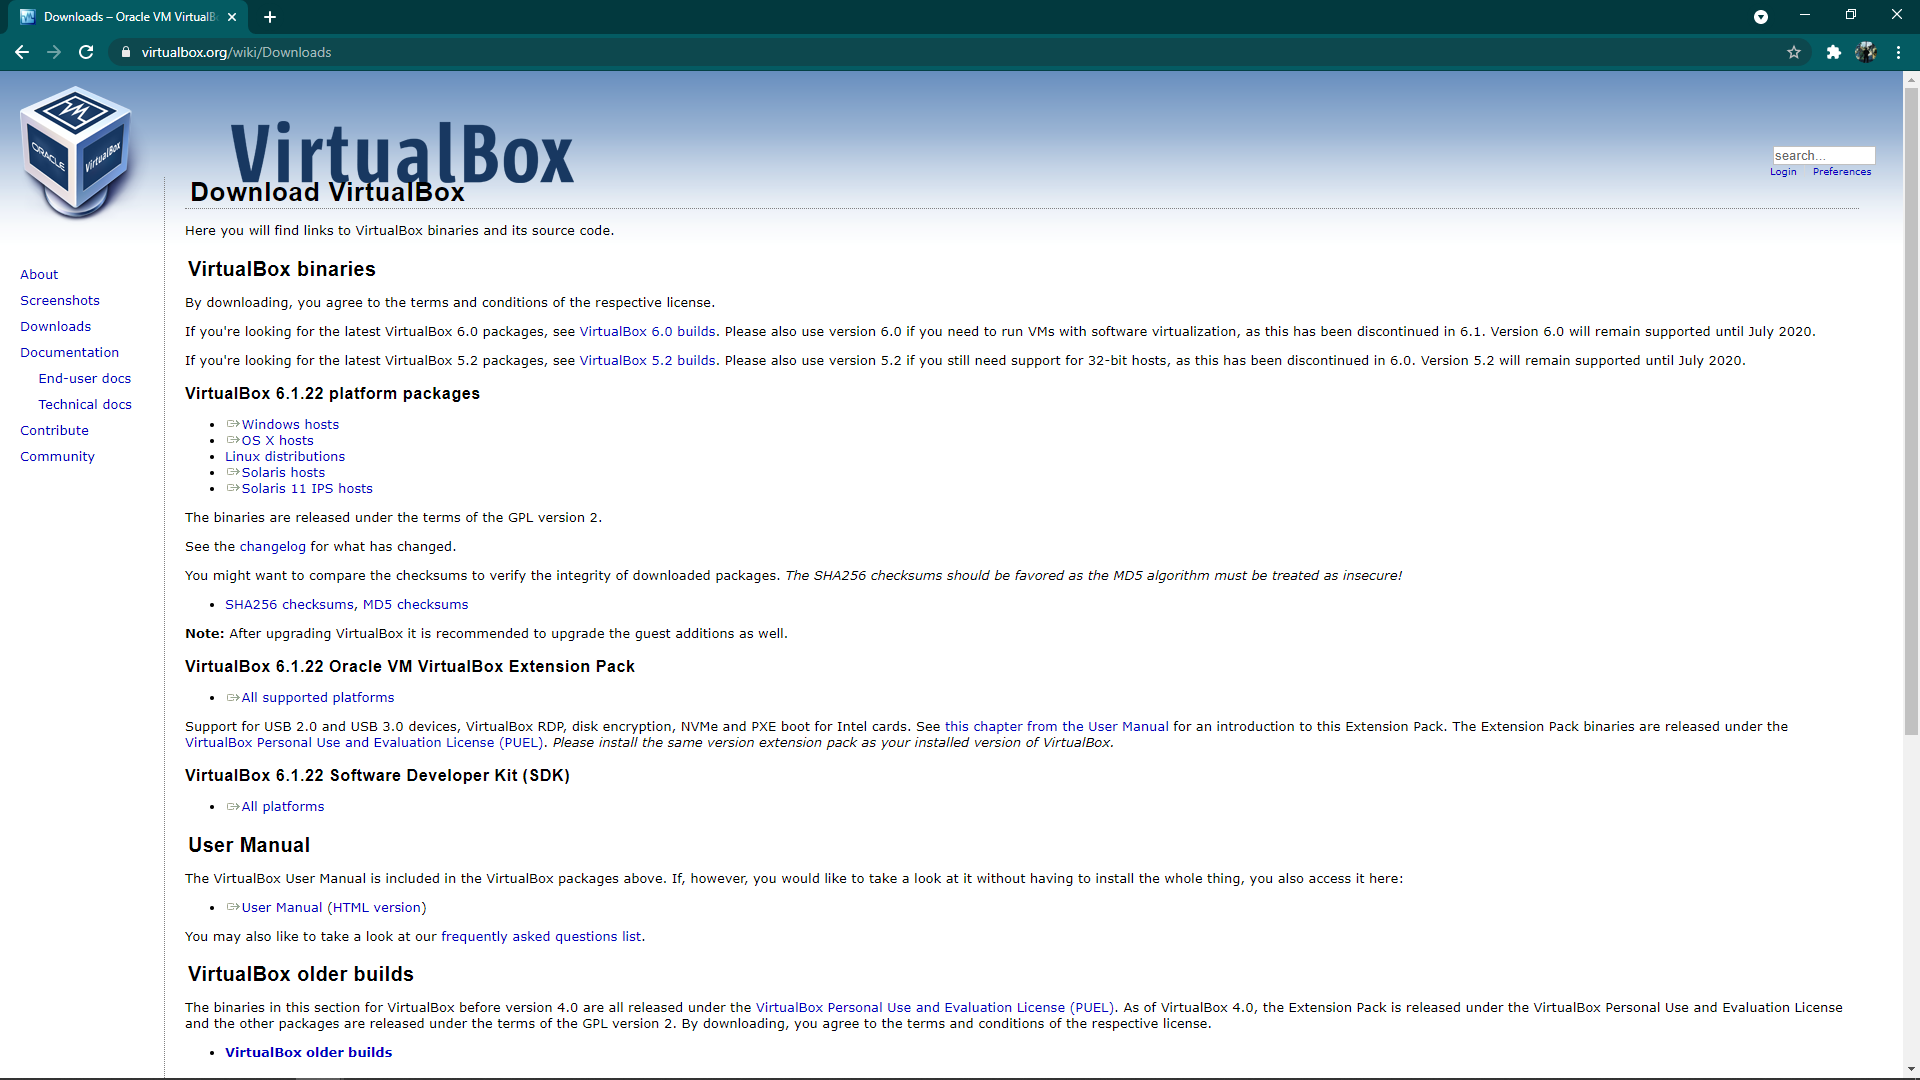 Downloads – Oracle VM VirtualB
virtualbox.org/wiki/Downloads
ORACLE
VirtualBox
VirtualBox
search...
Login Preferences
Download VirtualBox
Here you will find links to VirtualBox binaries and its source code.
About
Screenshots
Downloads
Documentation
End-user docs
Technical docs
Contribute
Community
VirtualBox binaries
By downloading, you agree to the terms and conditions of the respective license.
If you're looking for the latest VirtualBox 6.0 packages, see VirtualBox 6.0 builds. Please also use version 6.0 if you need to run VMs with software virtualization, as this has been discontinued in 6.1. Version 6.0 will remain supported until July 2020.
If you're looking for the latest VirtualBox 5.2 packages, see VirtualBox 5.2 builds. Please also use version 5.2 if you still need support for 32-bit hosts, as this has been discontinued in 6.0. Version 5.2 will remain supported until July 2020.
VirtualBox 6.1.22 platform packages
• Windows hosts
• OS X hosts
• Linux distributions
• Solaris hosts
• Solaris 11 IPS hosts
The binaries are released under the terms of the GPL version 2.
See the changelog for what has changed.
You might want to compare the checksums to verify the integrity of downloaded packages. The SHA256 checksums should be favored as the MD5 algorithm must be treated as insecure!
• SHA256 checksums, MD5 checksums
Note: After upgrading VirtualBox it is recommended to upgrade the guest additions as well.
VirtualBox 6.1.22 Oracle VM VirtualBox Extension Pack
• All supported platforms
Support for USB 2.0 and USB 3.0 devices, VirtualBox RDP, disk encryption, NVMe and PXE boot for Intel cards. See this chapter from the User Manual for an introduction to this Extension Pack. The Extension Pack binaries are released under the
VirtualBox Personal Use and Evaluation License (PUEL). Please install the same version extension pack as your installed version of VirtualBox.
VirtualBox 6.1.22 Software Developer Kit (SDK)
• All platforms
User Manual
The VirtualBox User Manual is included in the VirtualBox packages above. If, however, you would like to take a look at it without having to install the whole thing, you also access it here:
• User Manual (HTML version)
You may also like to take a look at our frequently asked questions list.
VirtualBox older builds
The binaries in this section for VirtualBox before version 4.0 are all released under the VirtualBox Personal Use and Evaluation License (PUEL). As of VirtualBox 4.0, the Extension Pack is released under the VirtualBox Personal Use and Evaluation License
and the other packages are released under the terms of the GPL version 2. By downloading, you agree to the terms and conditions of the respective license.
• VirtualBox older builds